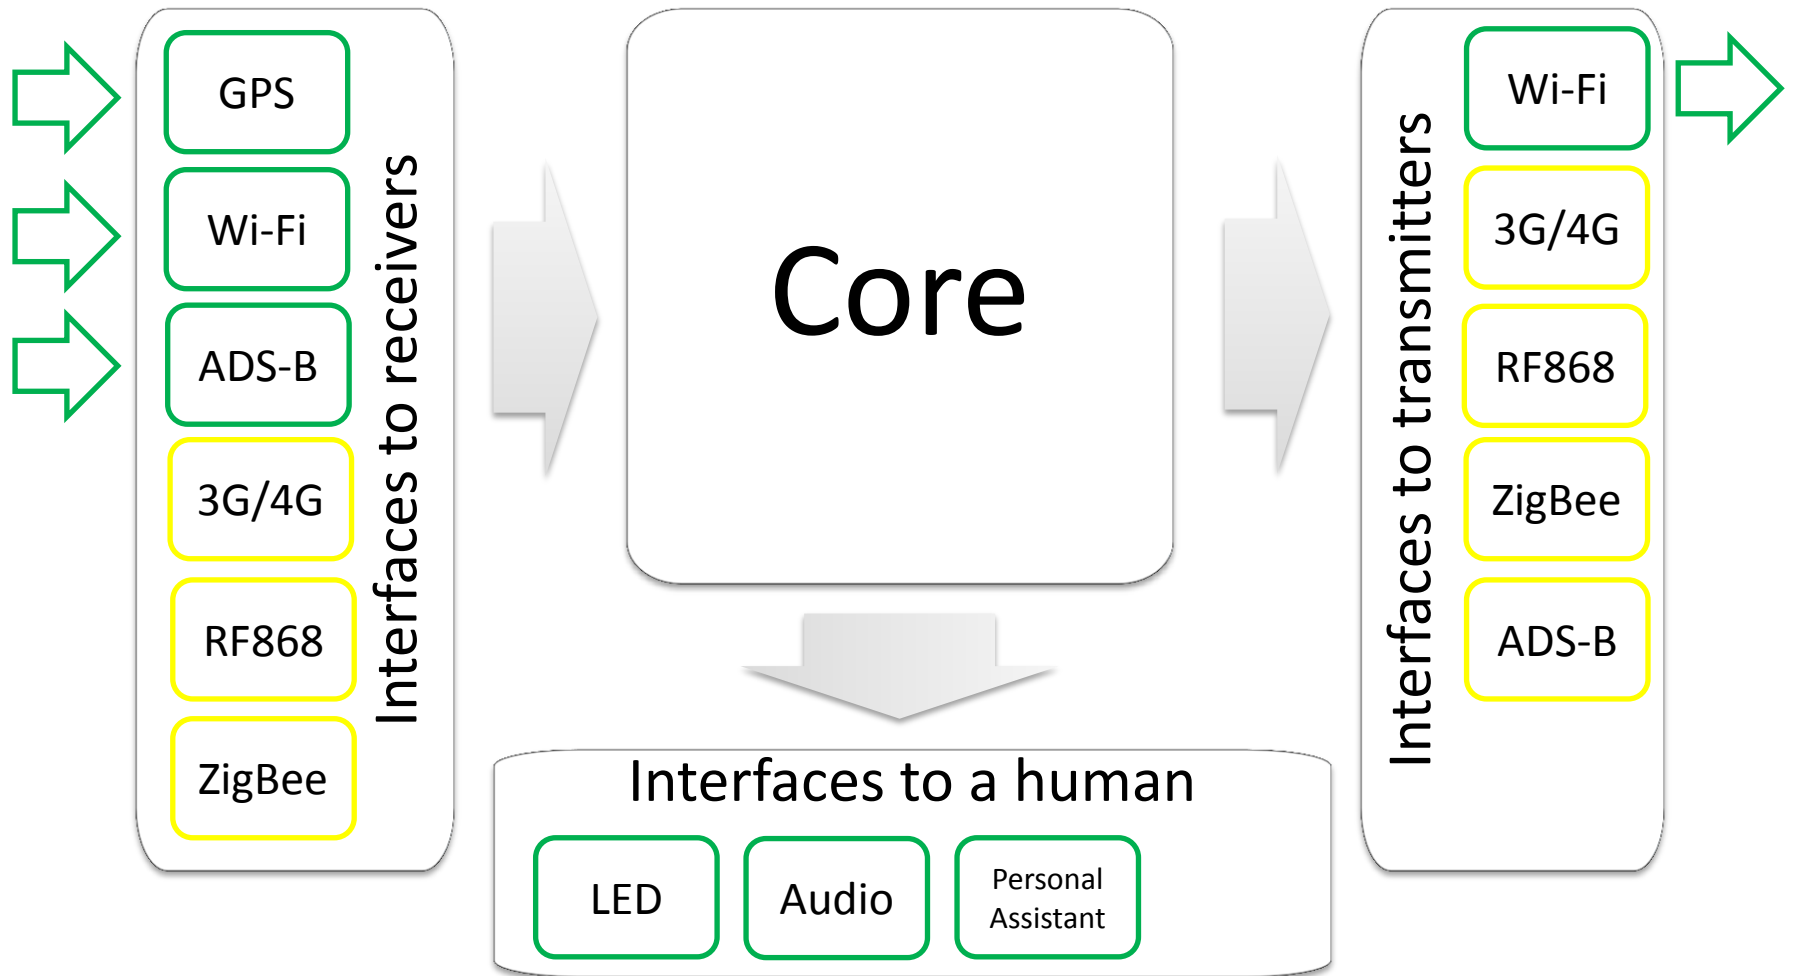 GPS
Wi-Fi
ADS-B
3G/4G
RF868
ZigBee
Interfaces to receivers
Core
Interfaces to transmitters
Wi-Fi
3G/4G
RF868
ZigBee
ADS-B
Interfaces to a human
LED
Audio
Personal
Assistant